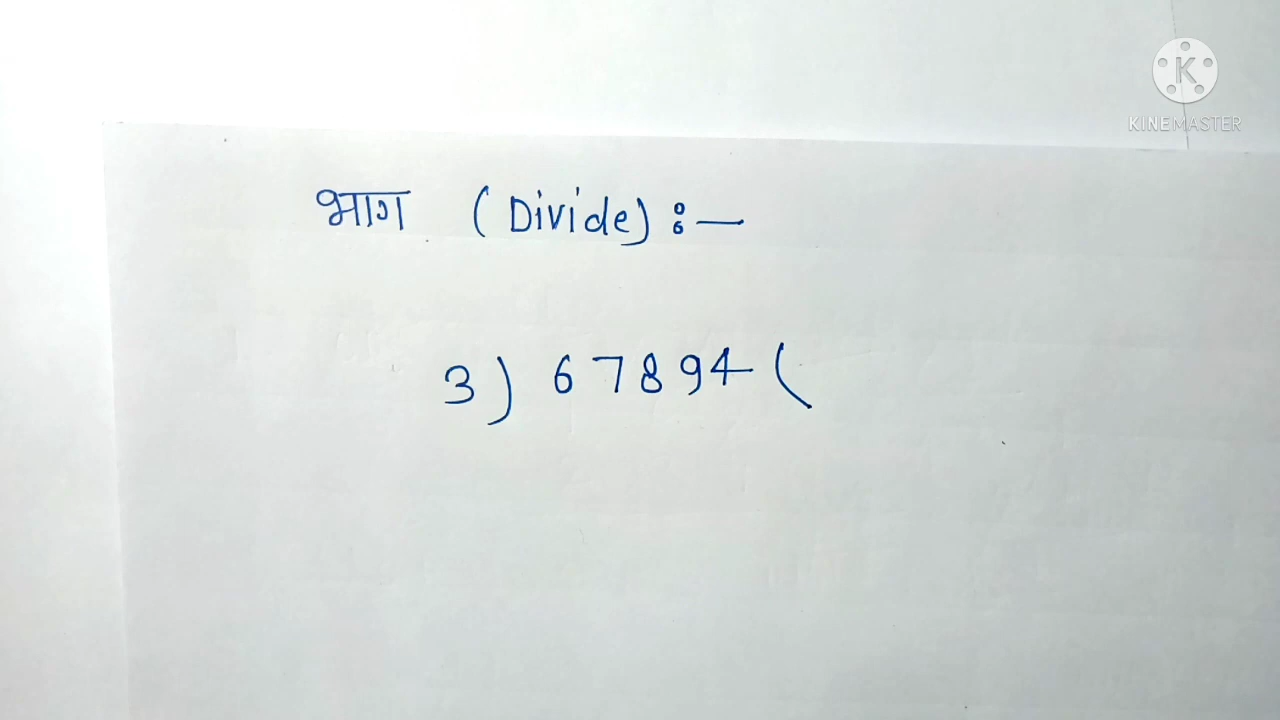 KINEMASTER
भाग (Divide) :—
3) 67894 (